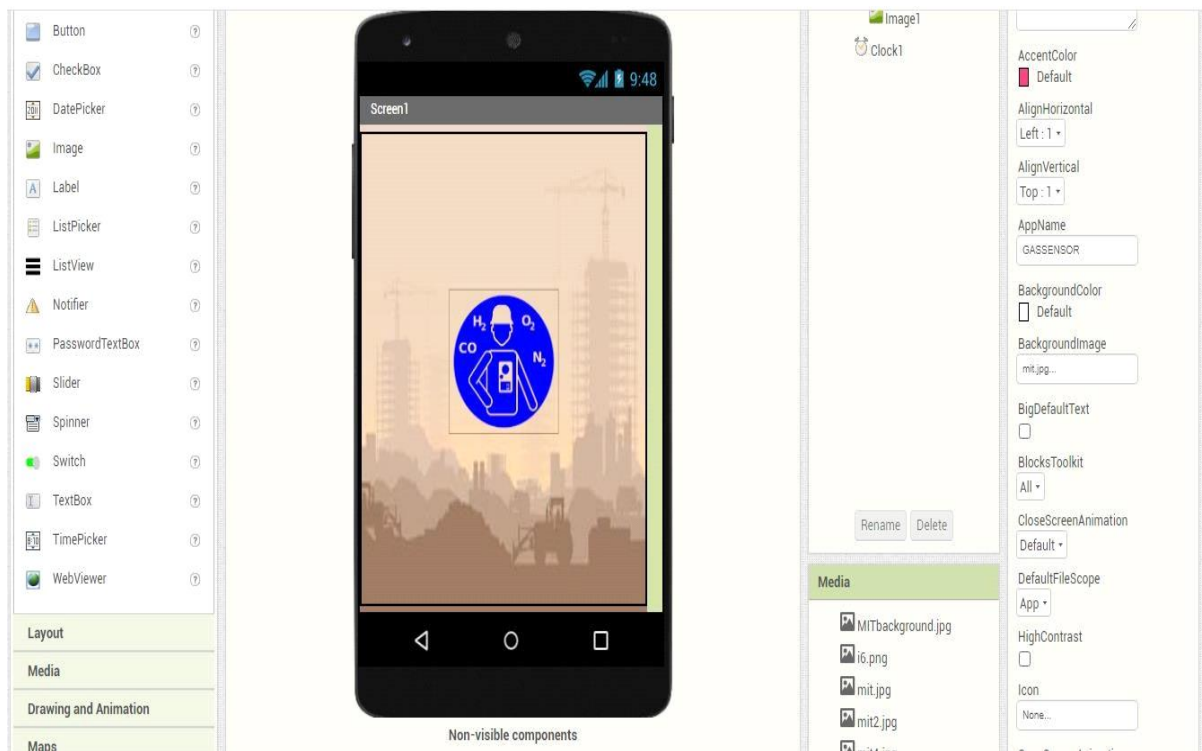 Button
CheckBox
DatePicker
Image
Label
ListPicker
ListView
Notifier
PasswordTextBox
Slider
Spinner
Switch
TextBox
TimePicker
WebViewer
Layout
Media
Drawing and Animation
Maps
9:48
Screen1
H2 O2
CO N2
Non-visible components
Image1
Clock1
Rename Delete
Media
MITbackground.jpg
i6.png
mit.jpg
mit2.jpg
AccentColor
Default
AlignHorizontal
Left : 1
AlignVertical
Top : 1
AppName
GASSENSOR
BackgroundColor
Default
BackgroundImage
mit.jpg...
BigDefaultText
BlocksToolkit
All
CloseScreenAnimation
Default
DefaultFileScope
App
HighContrast
Icon
None...